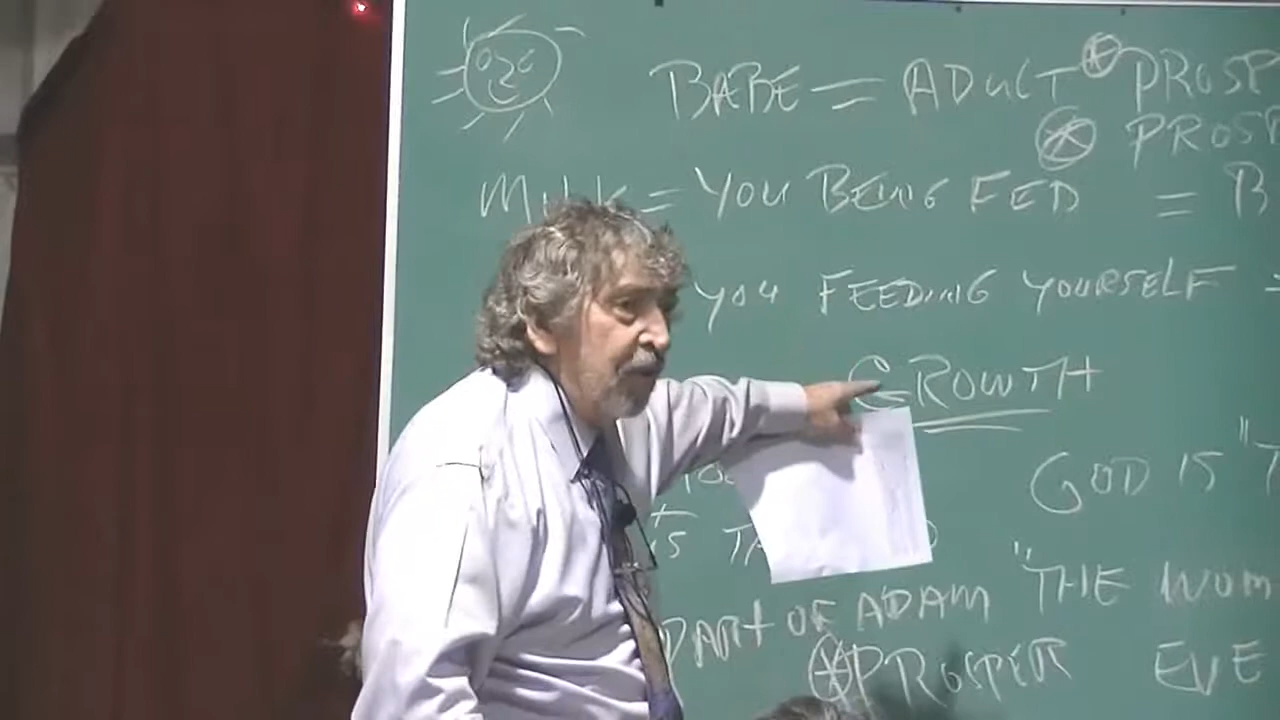 BABE = ADULT PROSP
PROSP
MILK = YOU BEING FED = B
YOU FEEDING YOURSELF =
GROWTH
GOD IS "T
IS
PART OF ADAM "THE WOM
PROSPER EVE